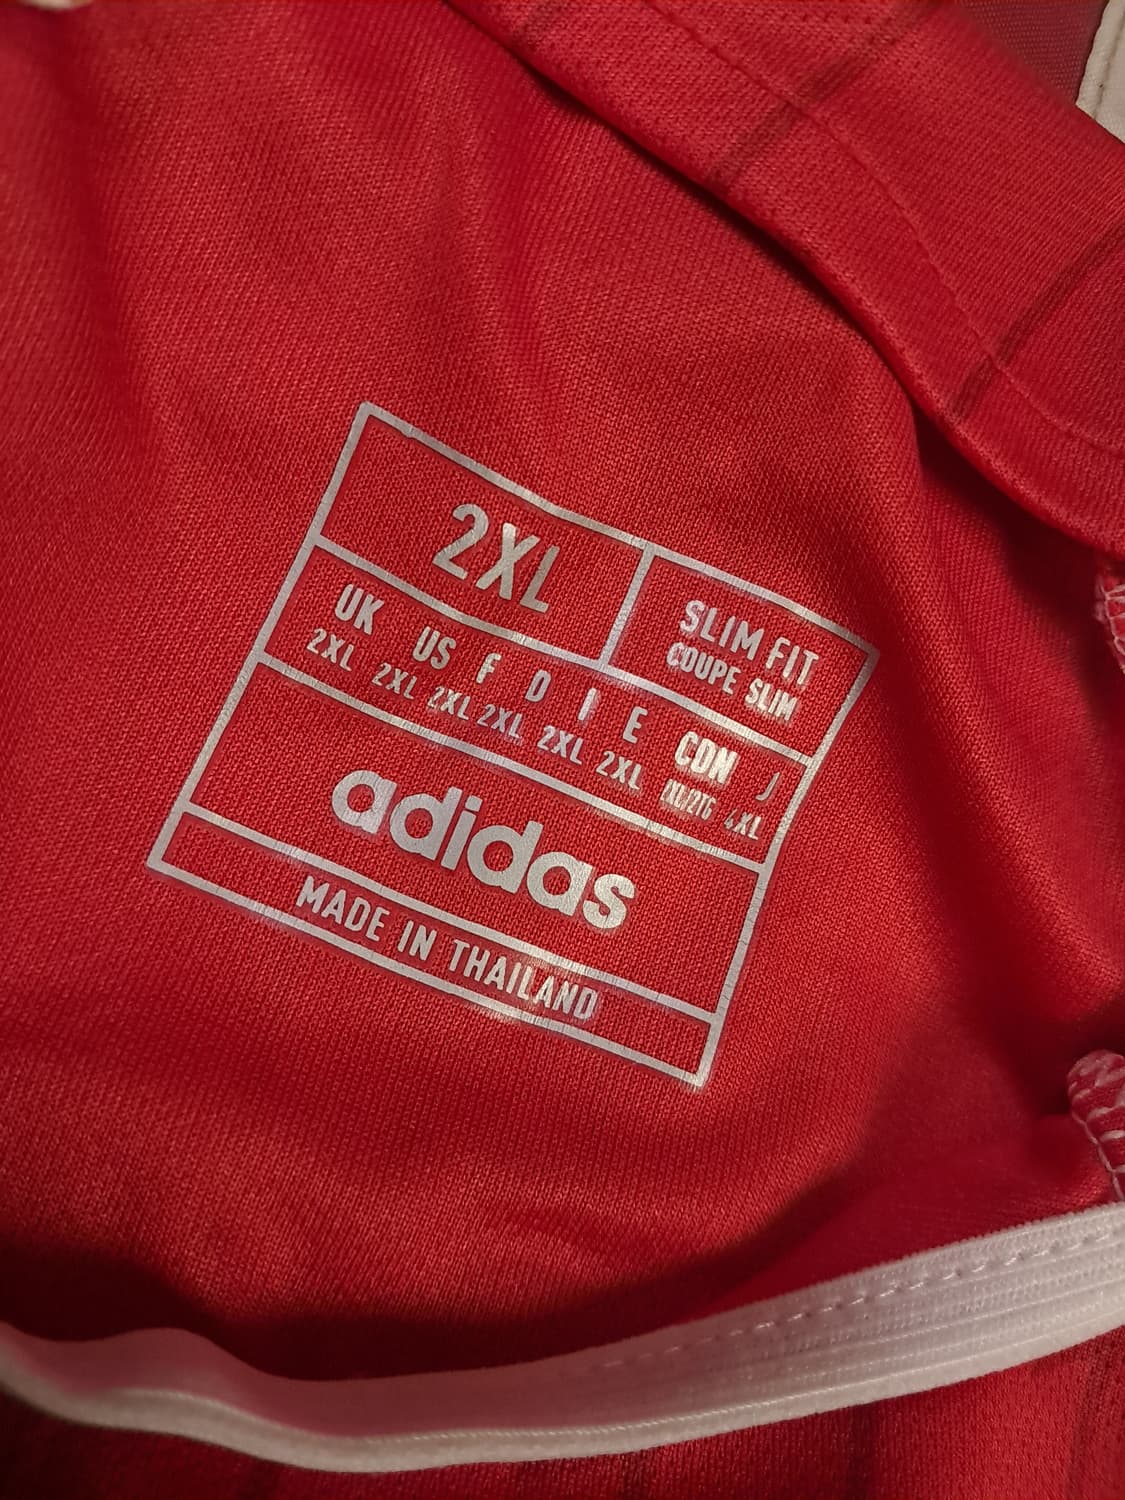 2XL
SLIM FIT
COUPE SLIM
UK US F D I E CDN J
2XL 2XL 2XL 2XL 2XL 2XL 4XL
adidas
MADE IN THAILAND